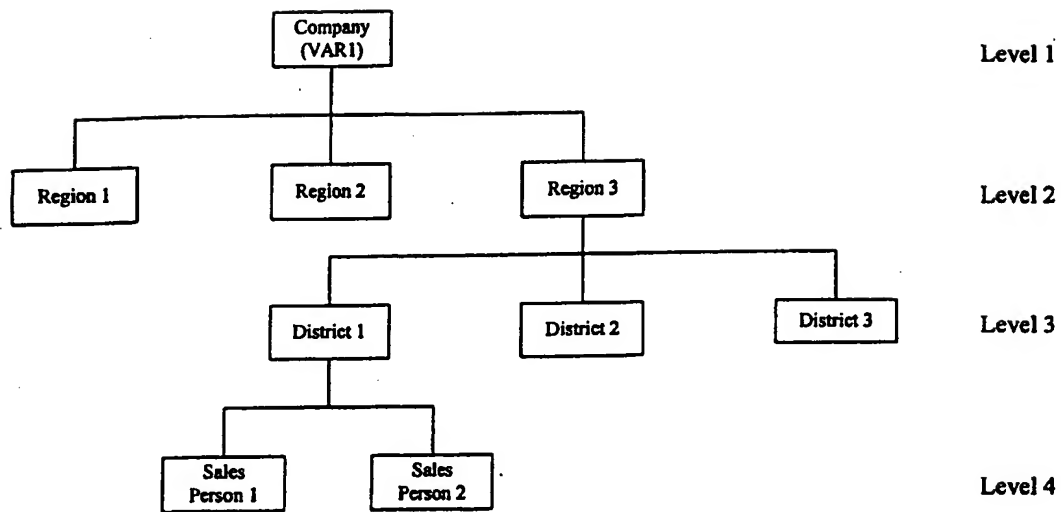 Company
(VAR1)
Level 1
Region 1
Region 2
Region 3
Level 2
District 1
District 2
District 3
Level 3
Sales
Person 1
Sales
Person 2
Level 4